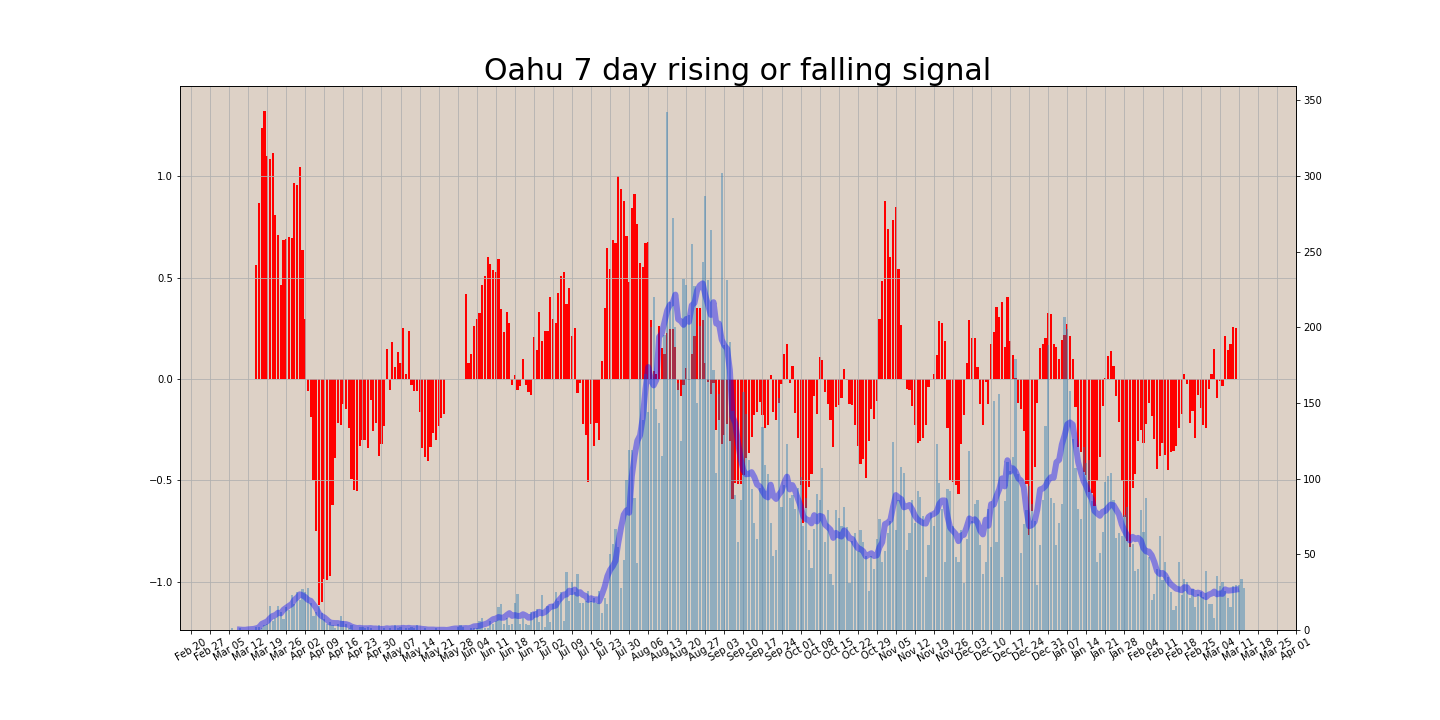 Oahu 7 day rising or falling signal
1.0
0.5
0.0
−0.5
−1.0
350
300
250
200
150
100
50
0
Feb 20
Feb 27
Mar 05
Mar 12
Mar 19
Mar 26
Apr 02
Apr 09
Apr 16
Apr 23
Apr 30
May 07
May 14
May 21
May 28
Jun 04
Jun 11
Jun 18
Jun 25
Jul 02
Jul 09
Jul 16
Jul 23
Jul 30
Aug 06
Aug 13
Aug 20
Aug 27
Sep 03
Sep 10
Sep 17
Sep 24
Oct 01
Oct 08
Oct 15
Oct 22
Oct 29
Nov 05
Nov 12
Nov 19
Nov 26
Dec 03
Dec 10
Dec 17
Dec 24
Dec 31
Jan 07
Jan 14
Jan 21
Jan 28
Feb 04
Feb 11
Feb 18
Feb 25
Mar 04
Mar 11
Mar 18
Mar 25
Apr 01